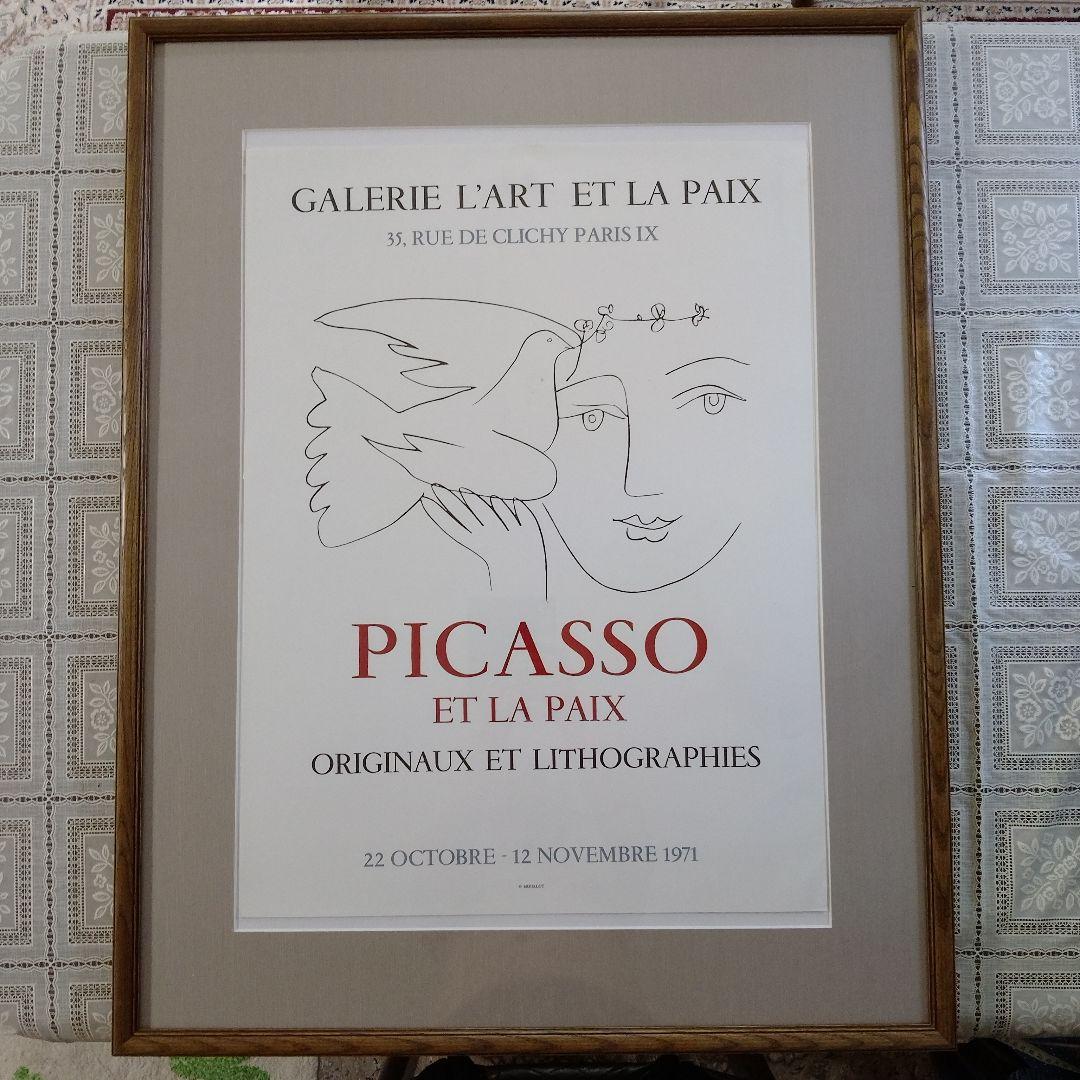 GALERIE L'ART ET LA PAIX
35, RUE DE CLICHY PARIS IX
PICASSO
ET LA PAIX
ORIGINAUX ET LITHOGRAPHIES
22 OCTOBRE - 12 NOVEMBRE 1971